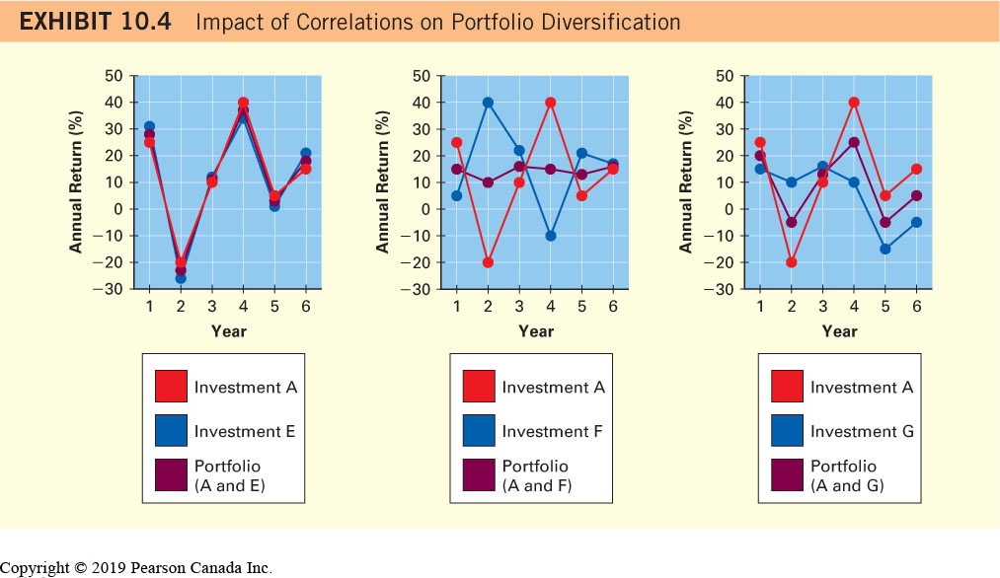 EXHIBIT 10.4 Impact of Correlations on Portfolio Diversification
Annual Return (%)
50
40
30
20
10
0
−10
−20
−30
1 2 3 4 5 6
Year
Investment A
Investment E
Portfolio
(A and E)
Annual Return (%)
50
40
30
20
10
0
−10
−20
−30
1 2 3 4 5 6
Year
Investment A
Investment F
Portfolio
(A and F)
Annual Return (%)
50
40
30
20
10
0
−10
−20
−30
1 2 3 4 5 6
Year
Investment A
Investment G
Portfolio
(A and G)
Copyright © 2019 Pearson Canada Inc.